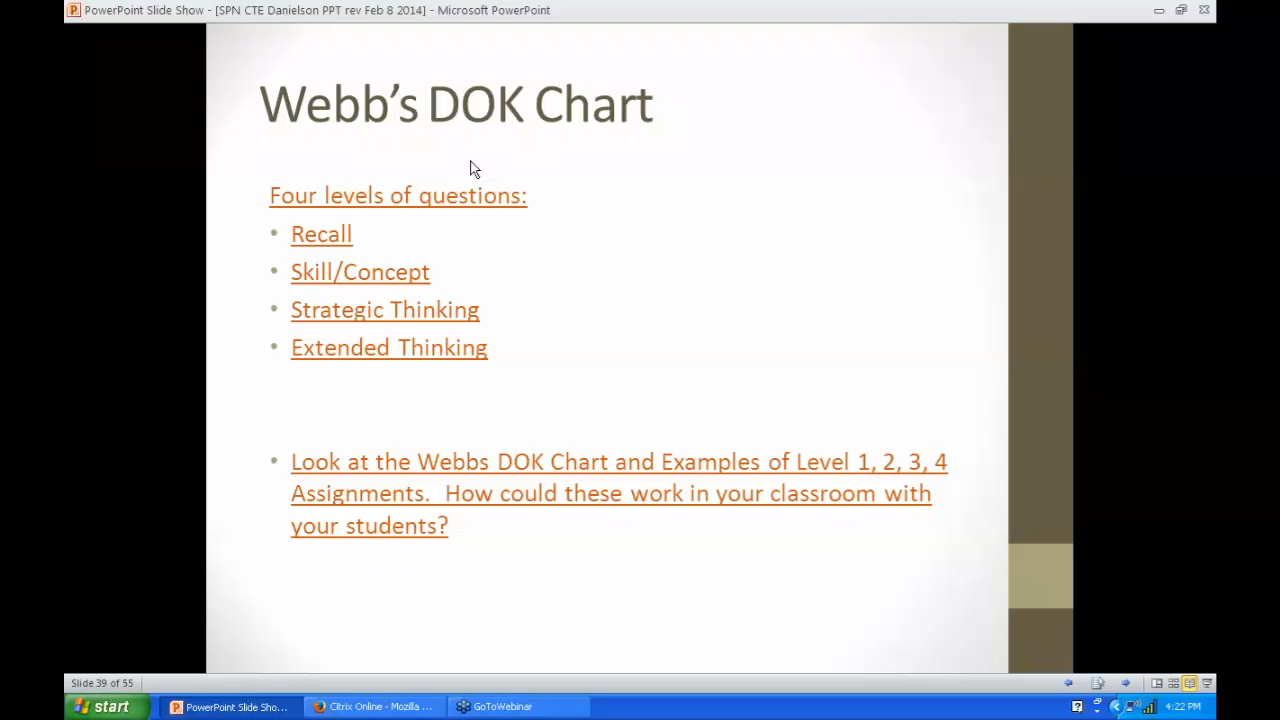 PowerPoint Slide Show - [SPN CTE Danielson PPT rev Feb 8 2014] - Microsoft PowerPoint
Webb's DOK Chart
Four levels of questions:
• Recall
• Skill/Concept
• Strategic Thinking
• Extended Thinking
• Look at the Webbs DOK Chart and Examples of Level 1, 2, 3, 4
Assignments.  How could these work in your classroom with
your students?
Slide 39 of 55
start
PowerPoint Slide Sho...
Citrix Online - Mozilla ...
GoToWebinar
4:22 PM